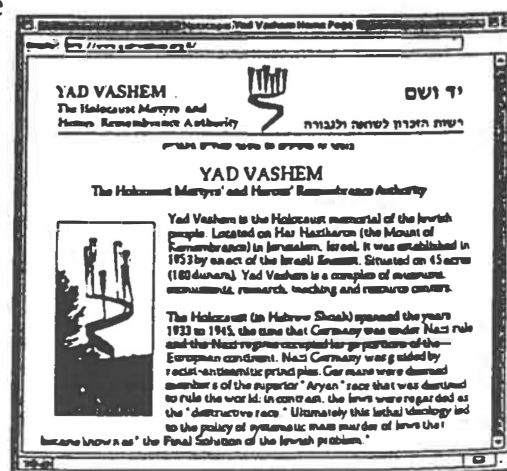 Yad Vashem Home Page
YAD VASHEM
The Holocaust Martyrs' and
Heroes' Remembrance Authority
יד ושם
רשות הזכרון לשואה ולגבורה
YAD VASHEM
The Holocaust Martyrs' and Heroes' Remembrance Authority
Yad Vashem is the Holocaust memorial of the Jewish
people. Located on Har Hazikaron (the Mount of
Remembrance) in Jerusalem, Israel, it was established in
1953 by an act of the Israeli Knesset. Situated on 45 acres
(180 dunam), Yad Vashem is a complex of museums,
monuments, research, teaching and resource centers.
The Holocaust (in Hebrew Shoah) spanned the years
1933 to 1945, the time that Germany was under Nazi rule
and the Nazi regime occupied large portions of the
European continent. Nazi Germany was guided by
racist-antisemitic principles. Germans were deemed
members of the superior "Aryan" race that was destined
to rule the world; in contrast, the Jews were regarded as
the "destructive race." Ultimately this lethal ideology led
to the policy of systematic mass murder of Jews that
became known as "the Final Solution of the Jewish problem."